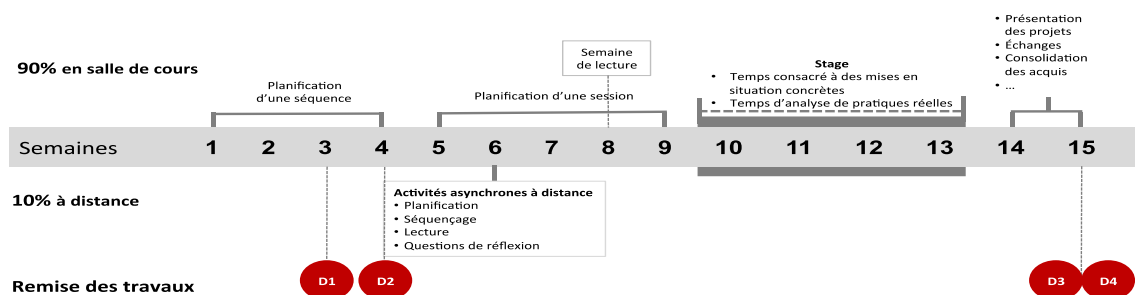 90% en salle de cours
Planification
d’une séquence
Planification d’une session
Semaine
de lecture
Stage
• Temps consacré à des mises en
situation concrètes
• Temps d’analyse de pratiques réelles
• Présentation
des projets
• Échanges
• Consolidation
des acquis
• ...
Semaines 1 2 3 4 5 6 7 8 9 10 11 12 13 14 15
10% à distance
Activités asynchrones à distance
• Planification
• Séquençage
• Lecture
• Questions de réflexion
Remise des travaux
D1 D2 D3 D4